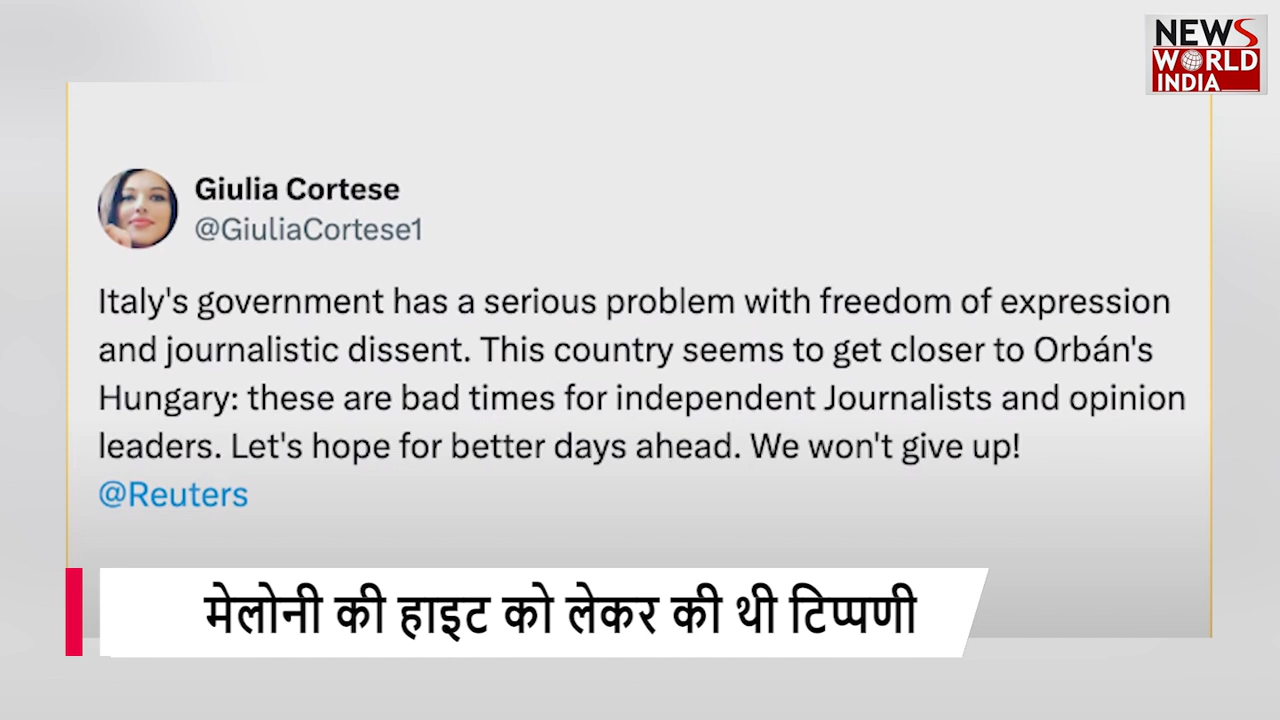 NEWS
WORLD
INDIA
Giulia Cortese
@GiuliaCortese1
Italy's government has a serious problem with freedom of expression
and journalistic dissent. This country seems to get closer to Orbán's
Hungary: these are bad times for independent Journalists and opinion
leaders. Let's hope for better days ahead. We won't give up!
@Reuters
मेलोनी की हाइट को लेकर की थी टिप्पणी